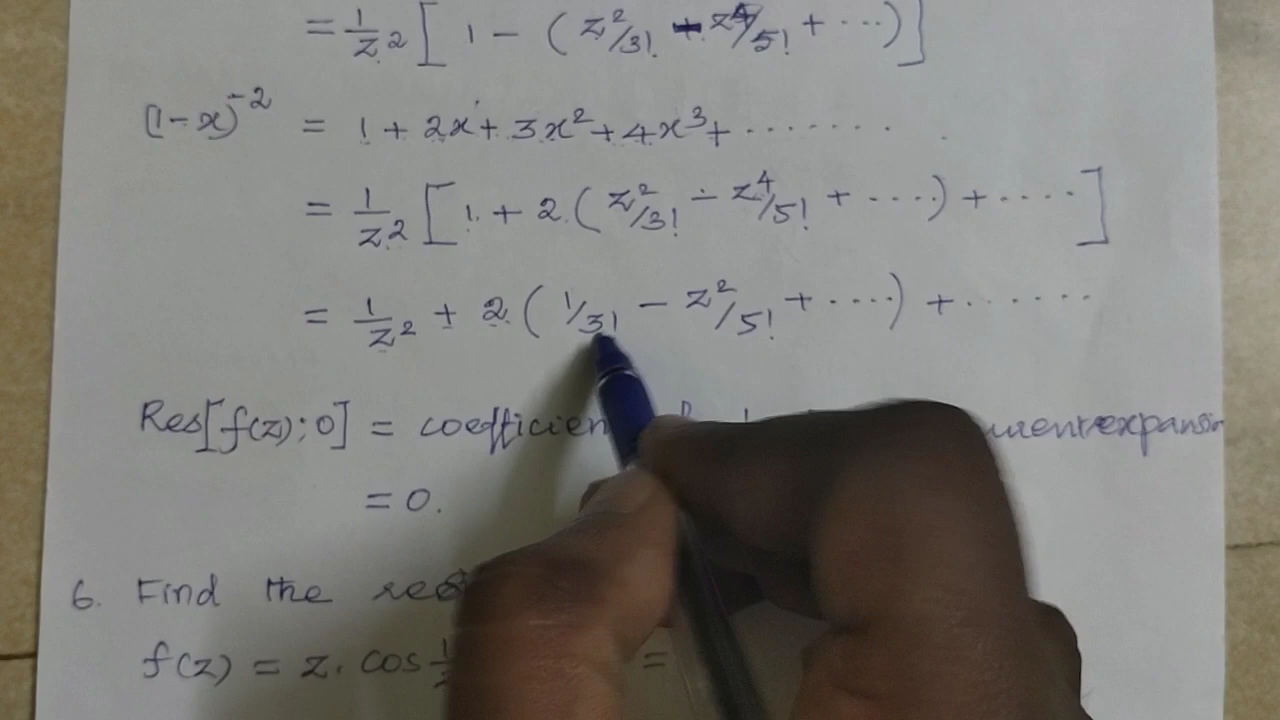 = 1/z² [ 1 - ( z²/3! - z⁴/5! + ...) ]
(1-x)⁻² = 1 + 2x + 3x² + 4x³ + ........
= 1/z² [ 1 + 2 ( z²/3! - z⁴/5! + ....) + .... ]
= 1/z² + 2 ( 1/3! - z²/5! + ....) + ......
Res[f(z); 0] = expansion
= 0.
6. Find the
f(z) = z. cos =